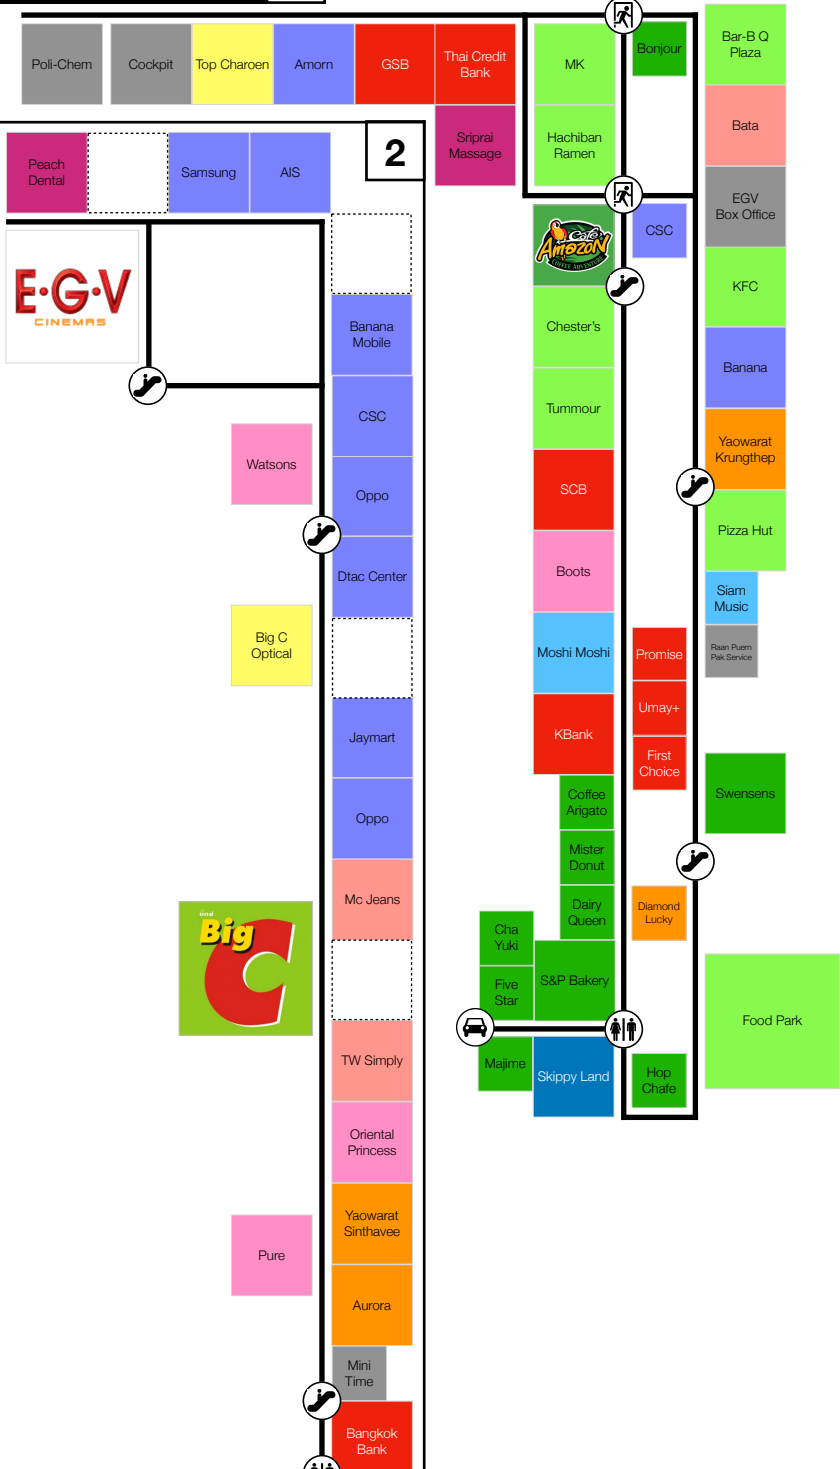 Poli-Chem
Cockpit
Top Charoen
Amorn
GSB
Thai Credit
Bank
MK
Bonjour
Bar-B Q
Plaza
Sriprai
Massage
Hachiban
Ramen
Bata
2
Peach
Dental
Samsung
AIS
EGV
Box Office
E·G·V
CINEMAS
Café
Amazon
COFFEE ADVENTURE
CSC
KFC
Banana
Mobile
Chester's
Banana
CSC
Tummour
Yaowarat
Krungthep
Watsons
Oppo
SCB
Pizza Hut
Dtac Center
Boots
Siam
Music
Big C
Optical
Moshi Moshi
Promise
Raan Puem
Pak Service
Jaymart
KBank
Umay+
First
Choice
Oppo
Coffee
Arigato
Swensens
Mister
Donut
Mc Jeans
Dairy
Queen
Diamond
Lucky
Big
C
Cha
Yuki
Five
Star
S&P Bakery
Food Park
TW Simply
Majime
Skippy Land
Hop
Chafe
Oriental
Princess
Yaowarat
Sinthavee
Pure
Aurora
Mini
Time
Bangkok
Bank